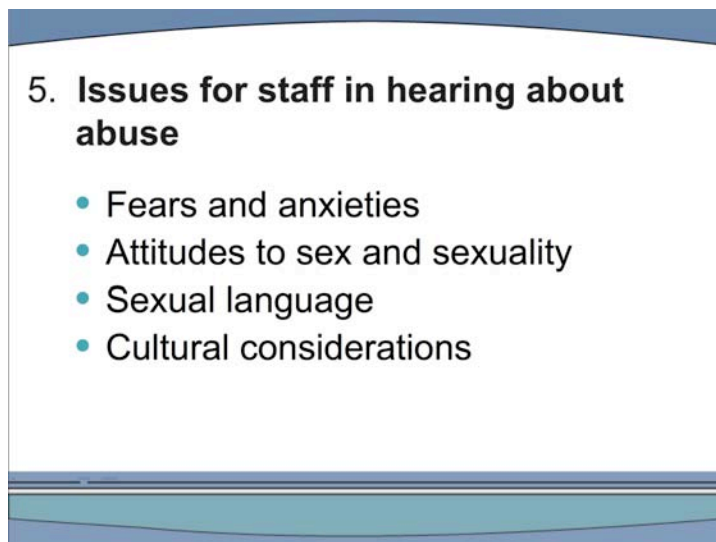 5. Issues for staff in hearing about
abuse
• Fears and anxieties
• Attitudes to sex and sexuality
• Sexual language
• Cultural considerations